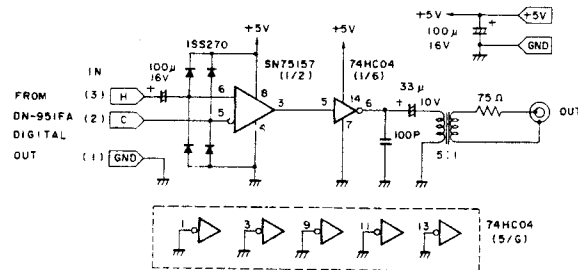 +5V
+5V
+5V
+5V
100μ
16V
GND
1SS270
SN75157
(1/2)
74HC04
(1/6)
100μ
16V
IN
FROM (3) H
DN-951FA (2) C
DIGITAL
OUT (1) GND
6
5
8
3
5
14
6
7
33μ
10V
100P
5:1
75Ω
OUT
1
3
9
11
13
74HC04
(5/6)